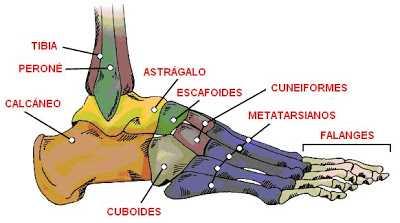 TIBIA
PERONÉ
ASTRÁGALO
ESCAFOIDES
CUNEIFORMES
CALCÁNEO
METATARSIANOS
FALANGES
CUBOIDES